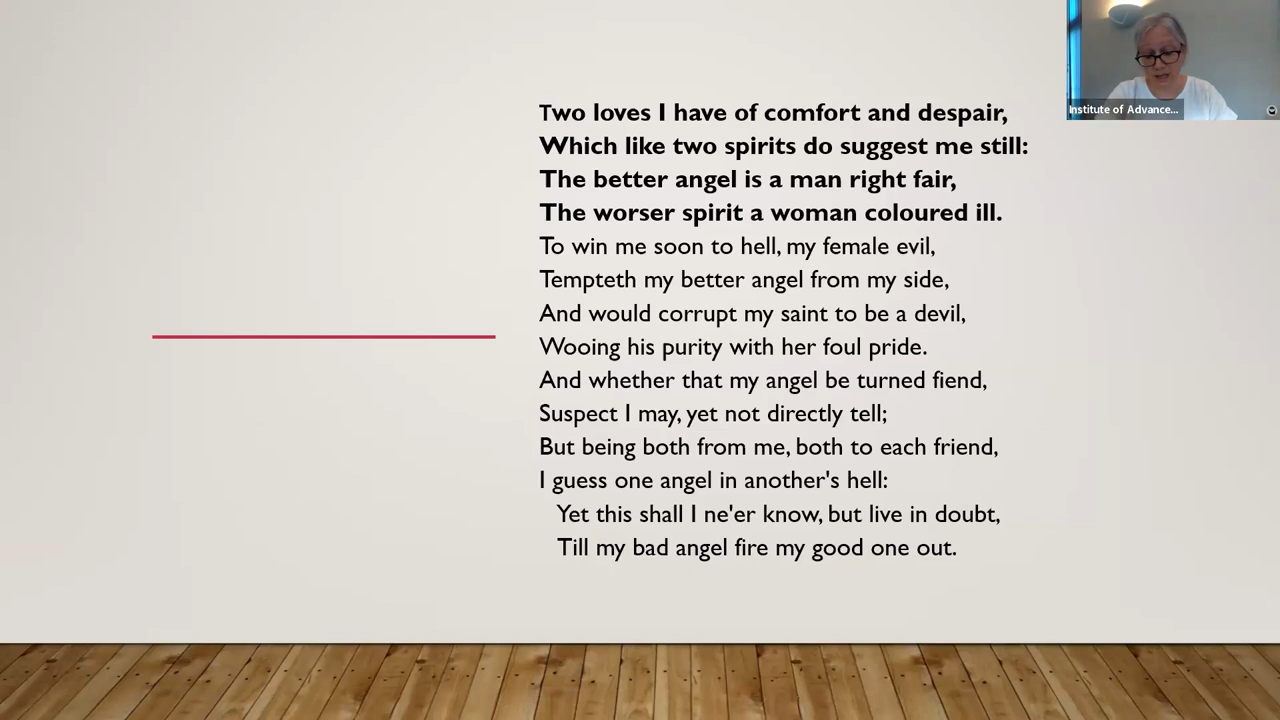 Two loves I have of comfort and despair,
Which like two spirits do suggest me still:
The better angel is a man right fair,
The worser spirit a woman coloured ill.
To win me soon to hell, my female evil,
Tempteth my better angel from my side,
And would corrupt my saint to be a devil,
Wooing his purity with her foul pride.
And whether that my angel be turned fiend,
Suspect I may, yet not directly tell;
But being both from me, both to each friend,
I guess one angel in another's hell:
Yet this shall I ne'er know, but live in doubt,
Till my bad angel fire my good one out.
Institute of Advance...